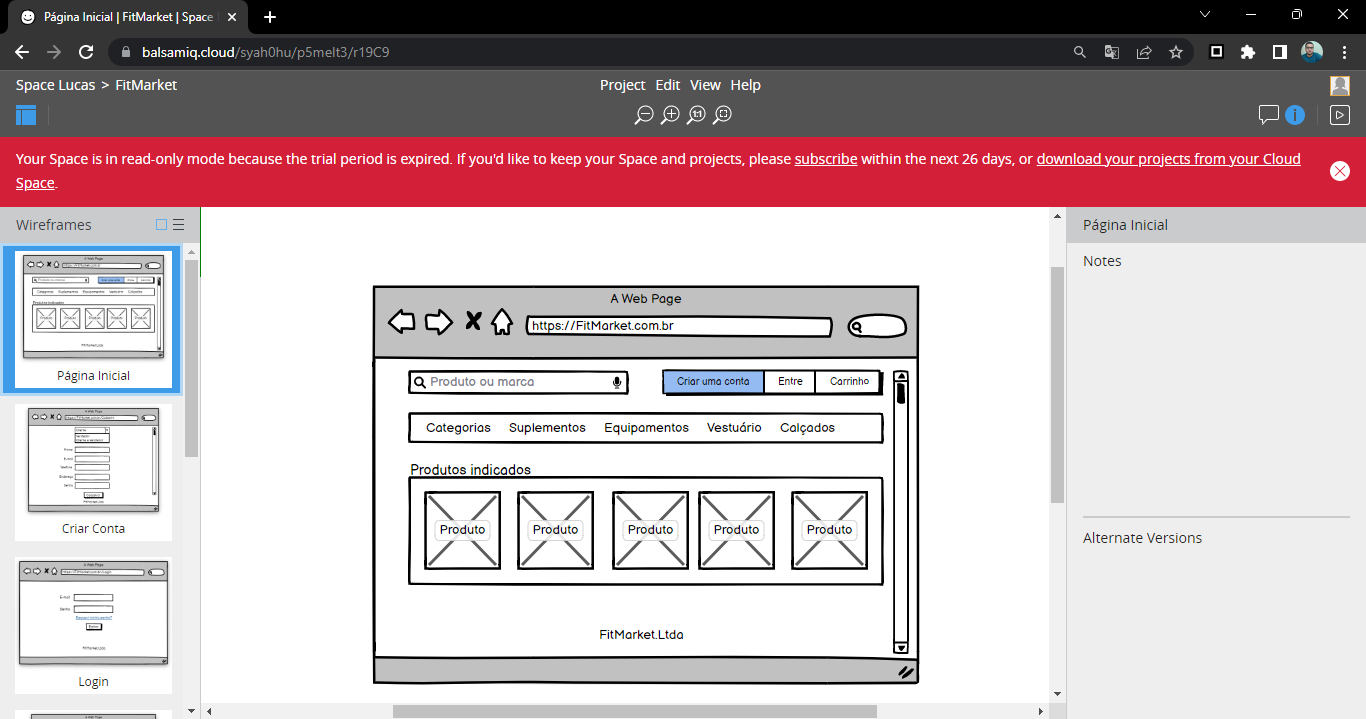 Página Inicial | FitMarket | Space
balsamiq.cloud/syah0hu/p5melt3/r19C9
Space Lucas > FitMarket
Project Edit View Help
1:1
Your Space is in read-only mode because the trial period is expired. If you'd like to keep your Space and projects, please subscribe within the next 26 days, or download your projects from your Cloud
Space.
Wireframes
Página Inicial
Criar Conta
Login
A Web Page
https://FitMarket.com.br
Produto ou marca
Criar uma conta Entre Carrinho
Categorias Suplementos Equipamentos Vestuário Calçados
Produtos indicados
Produto Produto Produto Produto Produto
FitMarket.Ltda
Página Inicial
Notes
Alternate Versions